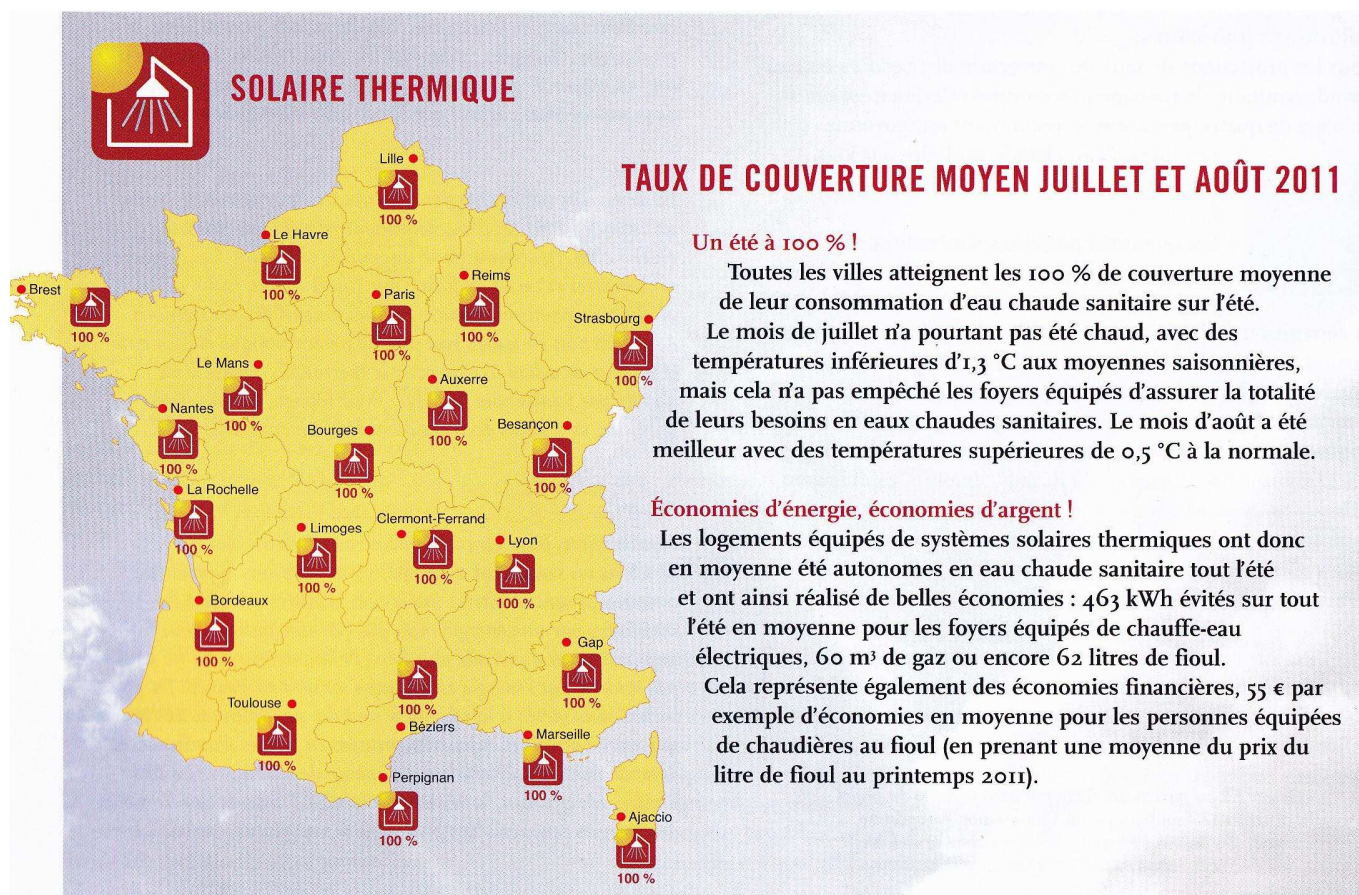 SOLAIRE THERMIQUE
TAUX DE COUVERTURE MOYEN JUILLET ET AOÛT 2011
Un été à 100 % !
Toutes les villes atteignent les 100 % de couverture moyenne
de leur consommation d'eau chaude sanitaire sur l'été.
Le mois de juillet n'a pourtant pas été chaud, avec des
températures inférieures d'1,3 °C aux moyennes saisonnières,
mais cela n'a pas empêché les foyers équipés d'assurer la totalité
de leurs besoins en eaux chaudes sanitaires. Le mois d'août a été
meilleur avec des températures supérieures de 0,5 °C à la normale.
Économies d'énergie, économies d'argent !
Les logements équipés de systèmes solaires thermiques ont donc
en moyenne été autonomes en eau chaude sanitaire tout l'été
et ont ainsi réalisé de belles économies : 463 kWh évités sur tout
l'été en moyenne pour les foyers équipés de chauffe-eau
électriques, 60 m³ de gaz ou encore 62 litres de fioul.
Cela représente également des économies financières, 55 € par
exemple d'économies en moyenne pour les personnes équipées
de chaudières au fioul (en prenant une moyenne du prix du
litre de fioul au printemps 2011).
Lille
100 %
Le Havre
100 %
Reims
100 %
Brest
100 %
Paris
100 %
Strasbourg
100 %
Le Mans
100 %
Auxerre
100 %
Nantes
100 %
Bourges
100 %
Besançon
100 %
La Rochelle
100 %
Limoges
100 %
Clermont-Ferrand
100 %
Lyon
100 %
Bordeaux
100 %
Gap
100 %
Toulouse
100 %
100 %
Béziers
Marseille
100 %
Perpignan
100 %
Ajaccio
100 %